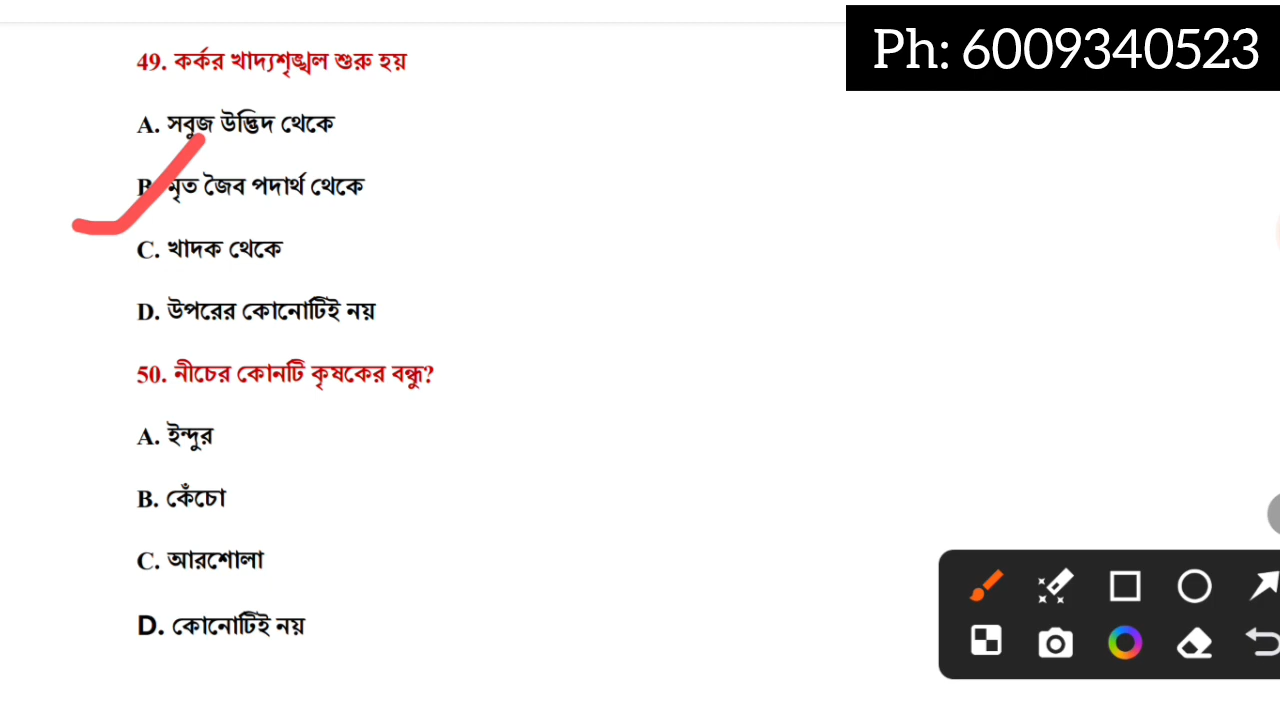 Ph: 6009340523
49. কর্কর খাদ্যশৃঙ্খল শুরু হয়
A. সবুজ উদ্ভিদ থেকে
B. মৃত জৈব পদার্থ থেকে
C. খাদক থেকে
D. উপরের কোনোটিই নয়
50. নীচের কোনটি কৃষকের বন্ধু?
A. ইন্দুর
B. কেঁচো
C. আরশোলা
D. কোনোটিই নয়